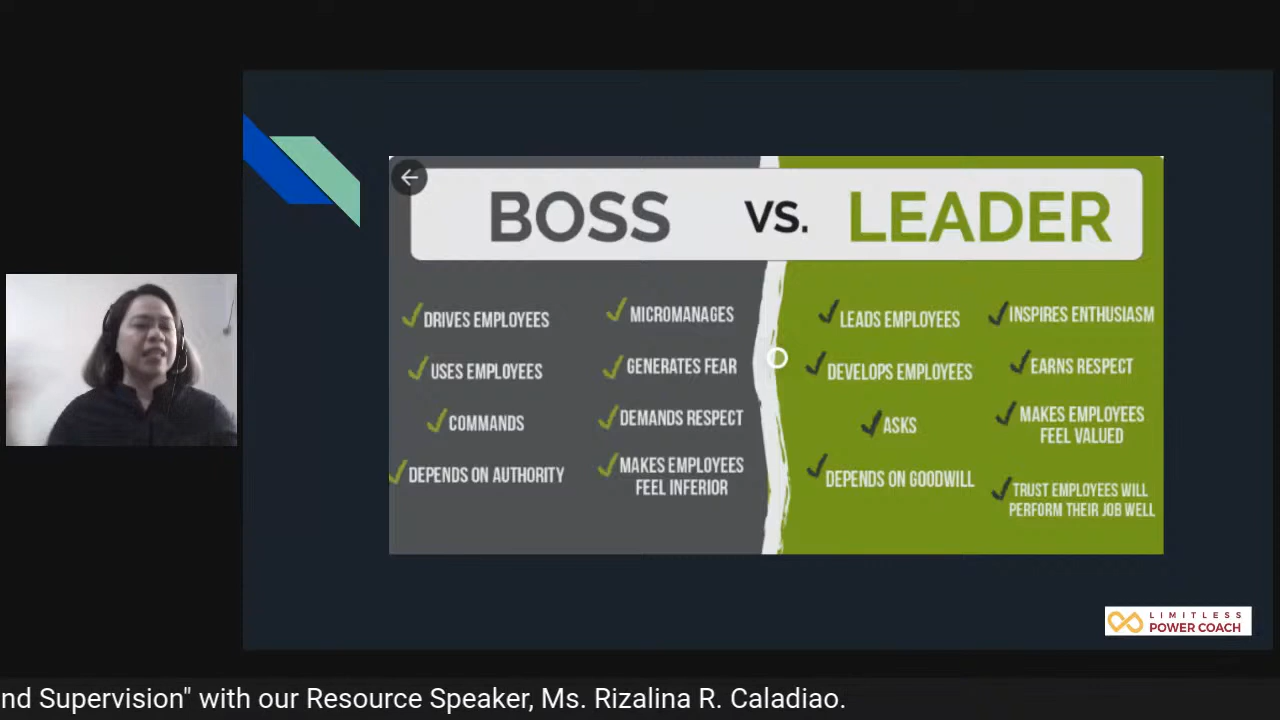 BOSS VS. LEADER
DRIVES EMPLOYEES
USES EMPLOYEES
COMMANDS
DEPENDS ON AUTHORITY
MICROMANAGES
GENERATES FEAR
DEMANDS RESPECT
MAKES EMPLOYEES
FEEL INFERIOR
LEADS EMPLOYEES
DEVELOPS EMPLOYEES
ASKS
DEPENDS ON GOODWILL
INSPIRES ENTHUSIASM
EARNS RESPECT
MAKES EMPLOYEES
FEEL VALUED
TRUST EMPLOYEES WILL
PERFORM THEIR JOB WELL
LIMITLESS
POWER COACH
nd Supervision" with our Resource Speaker, Ms. Rizalina R. Caladiao.